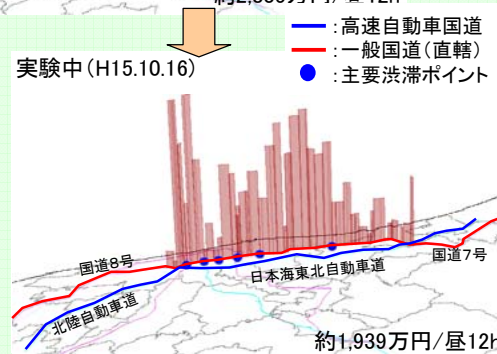 ：高速自動車国道
：一般国道(直轄)
：主要渋滞ポイント
実験中(H15.10.16)
国道8号
北陸自動車道
日本海東北自動車道
国道7号
約1,939万円/昼12h